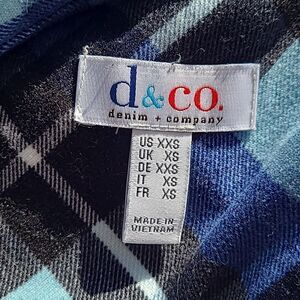 d&co.
denim + company
US XXS
UK XS
DE XXS
IT XS
FR XS
MADE IN
VIETNAM